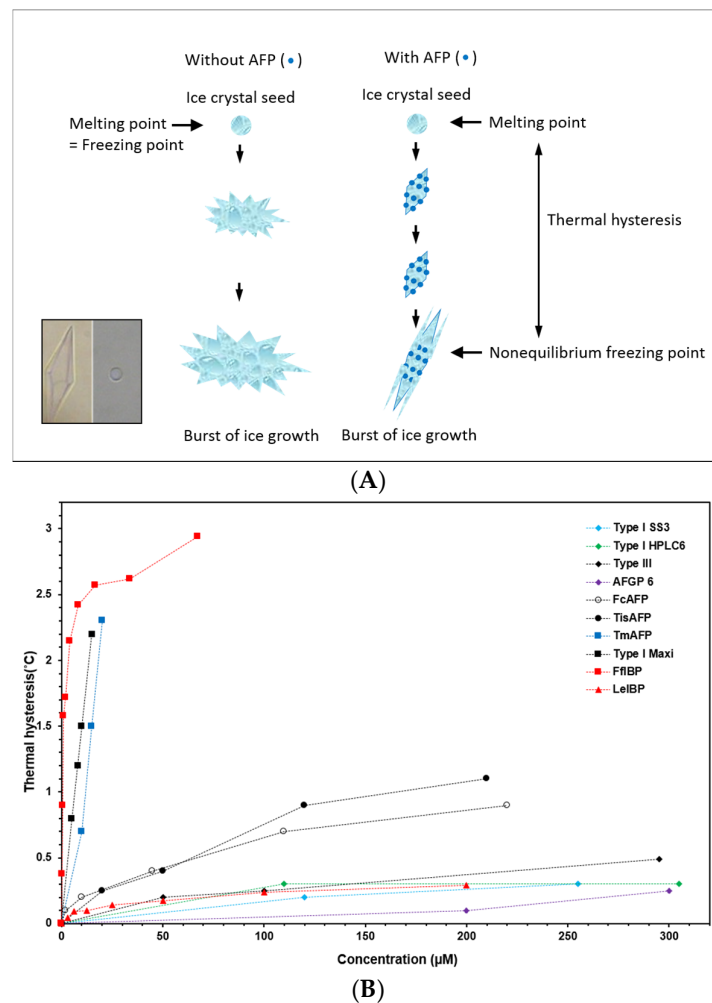 Without AFP (•)
With AFP (•)
Ice crystal seed
Ice crystal seed
Melting point
= Freezing point
Melting point
Thermal hysteresis
Nonequilibrium freezing point
Burst of ice growth
Burst of ice growth
(A)
Thermal hysteresis(°C)
3
2.5
2
1.5
1
0.5
0
0
50
100
150
200
250
300
Concentration (µM)
Type I SS3
Type I HPLC6
Type III
AFGP 6
FcAFP
TisAFP
TmAFP
Type I Maxi
FfIBP
LeIBP
(B)